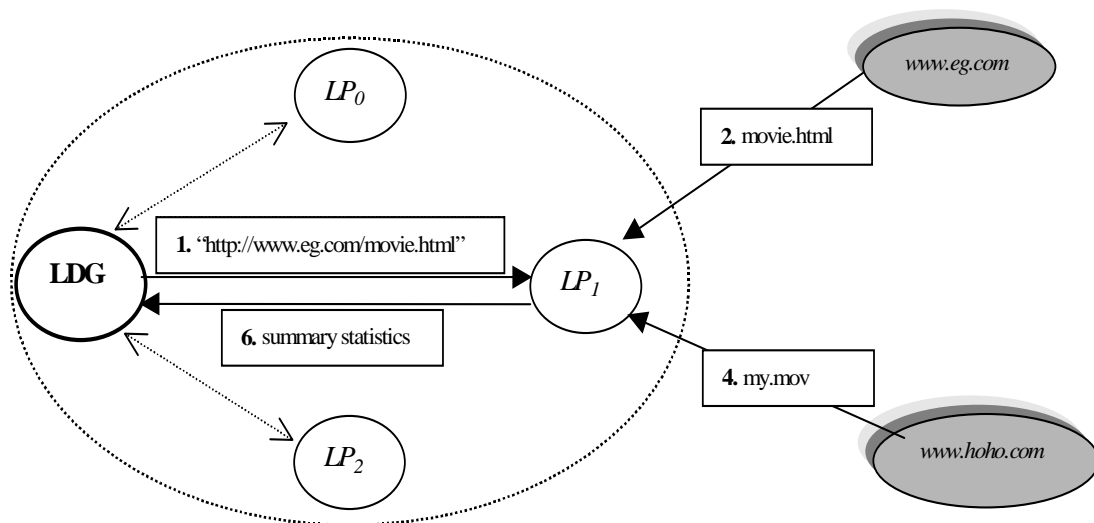 www.eg.com
LP0
2. movie.html
1. “http://www.eg.com/movie.html”
LDG
LP1
6. summary statistics
4. my.mov
www.hoho.com
LP2